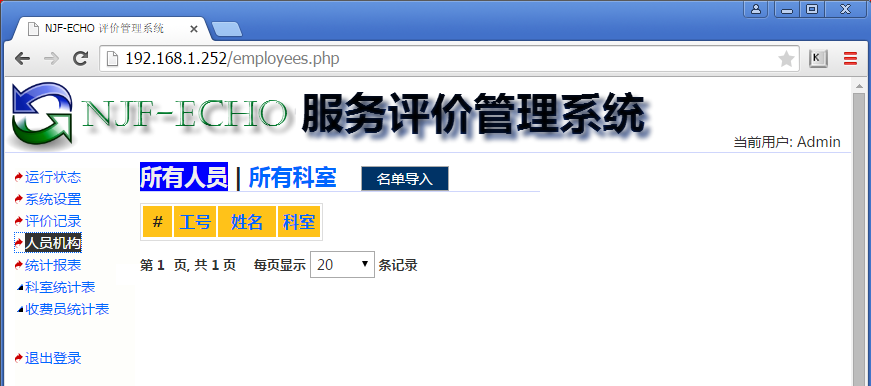 NJF-ECHO 评价管理系统
192.168.1.252/employees.php
K
NJF-ECHO 服务评价管理系统
当前用户: Admin
运行状态
系统设置
评价记录
人员机构
统计报表
科室统计表
收费员统计表
退出登录
所有人员 | 所有科室 名单导入
# 工号 姓名 科室
第 1 页, 共 1 页 每页显示 20 条记录